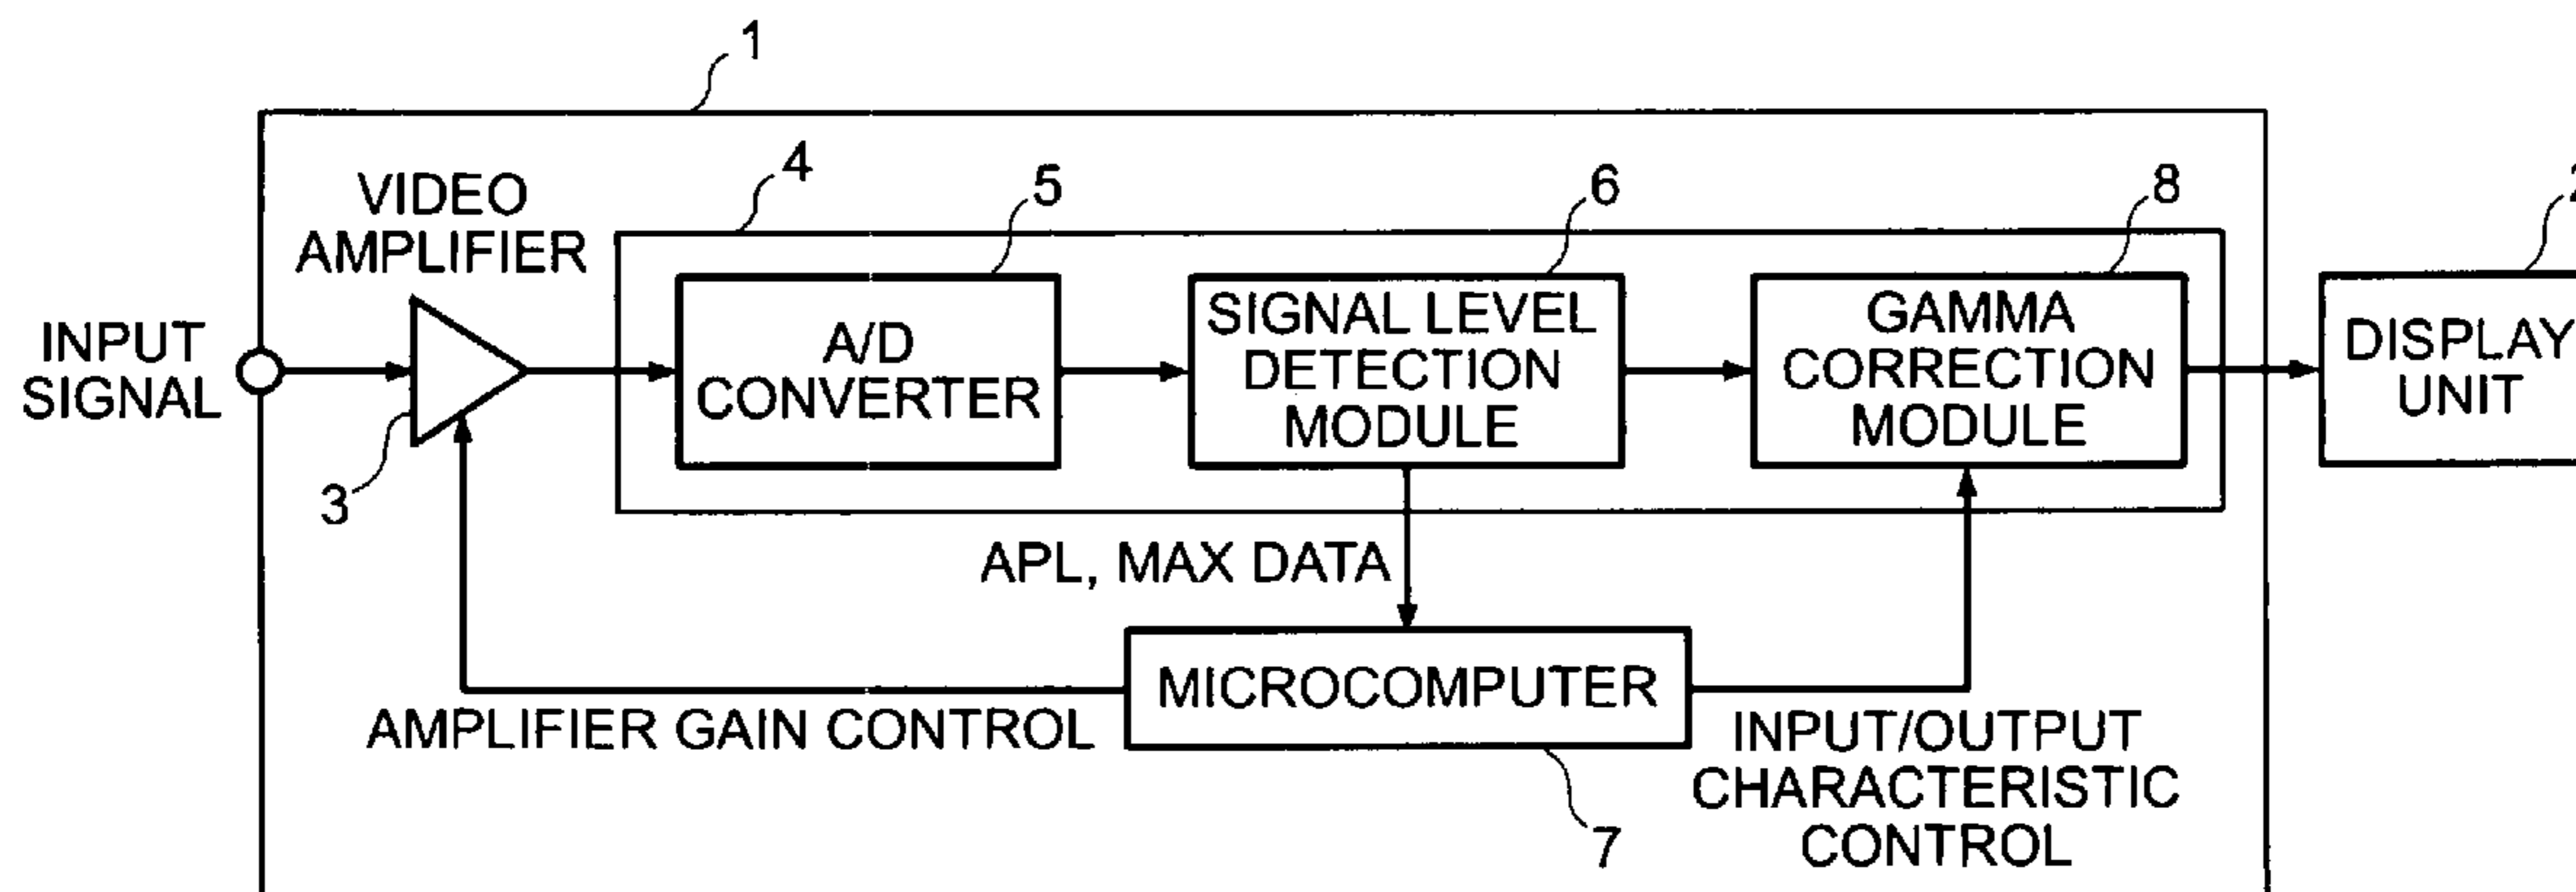 1
4
5
6
8
2
VIDEO
AMPLIFIER
INPUT
SIGNAL
3
A/D
CONVERTER
SIGNAL LEVEL
DETECTION
MODULE
GAMMA
CORRECTION
MODULE
DISPLAY
UNIT
APL, MAX DATA
MICROCOMPUTER
AMPLIFIER GAIN CONTROL
7
INPUT/OUTPUT
CHARACTERISTIC
CONTROL